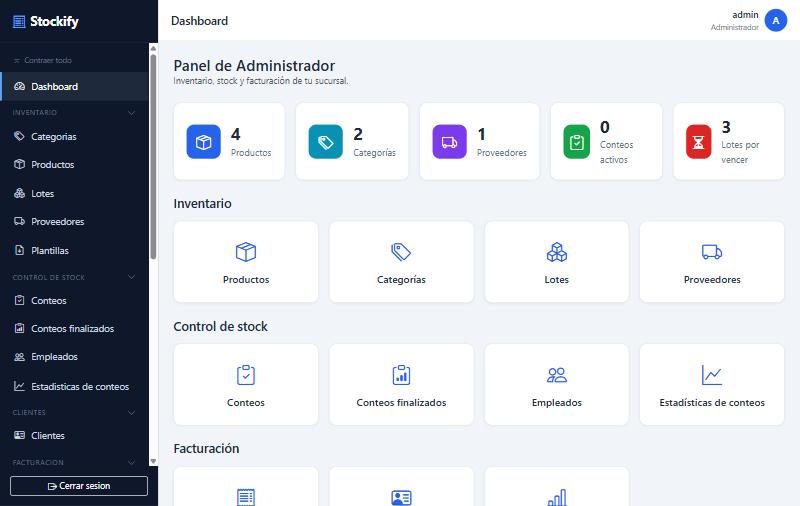 Stockify
Contraer todo
Dashboard
INVENTARIO
Categorias
Productos
Lotes
Proveedores
Plantillas
CONTROL DE STOCK
Conteos
Conteos finalizados
Empleados
Estadisticas de conteos
CLIENTES
Clientes
FACTURACION
Cerrar sesion
Dashboard
admin
Administrador
A
Panel de Administrador
Inventario, stock y facturación de tu sucursal.
4
Productos
2
Categorías
1
Proveedores
0
Conteos
activos
3
Lotes por
vencer
Inventario
Productos
Categorías
Lotes
Proveedores
Control de stock
Conteos
Conteos finalizados
Empleados
Estadísticas de conteos
Facturación